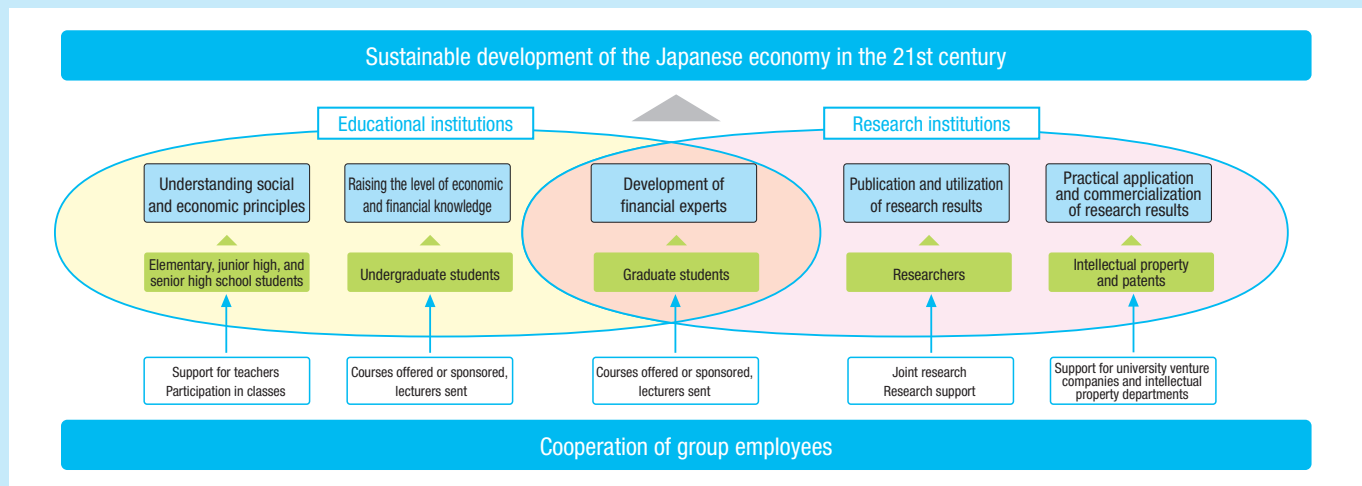 Sustainable development of the Japanese economy in the 21st century
Educational institutions
Research institutions
Understanding social
and economic principles
Raising the level of economic
and financial knowledge
Development of
financial experts
Publication and utilization
of research results
Practical application
and commercialization
of research results
Elementary, junior high, and
senior high school students
Undergraduate students
Graduate students
Researchers
Intellectual property
and patents
Support for teachers
Participation in classes
Courses offered or sponsored,
lecturers sent
Courses offered or sponsored,
lecturers sent
Joint research
Research support
Support for university venture
companies and intellectual
property departments
Cooperation of group employees